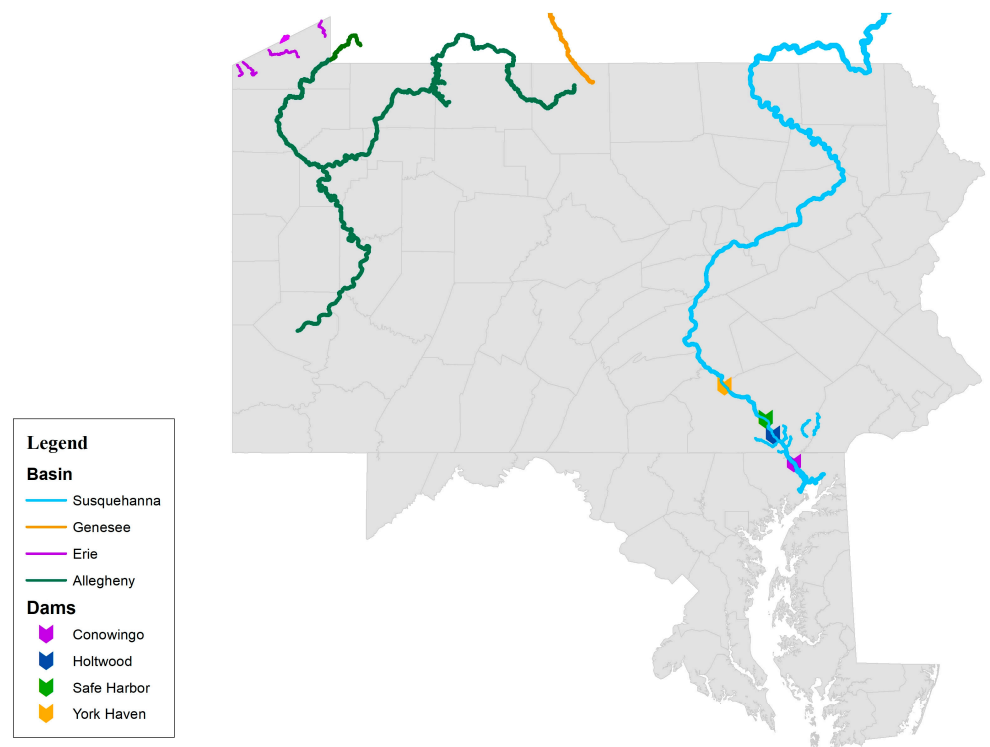 Legend
Basin
Susquehanna
Genesee
Erie
Allegheny
Dams
Conowingo
Holtwood
Safe Harbor
York Haven